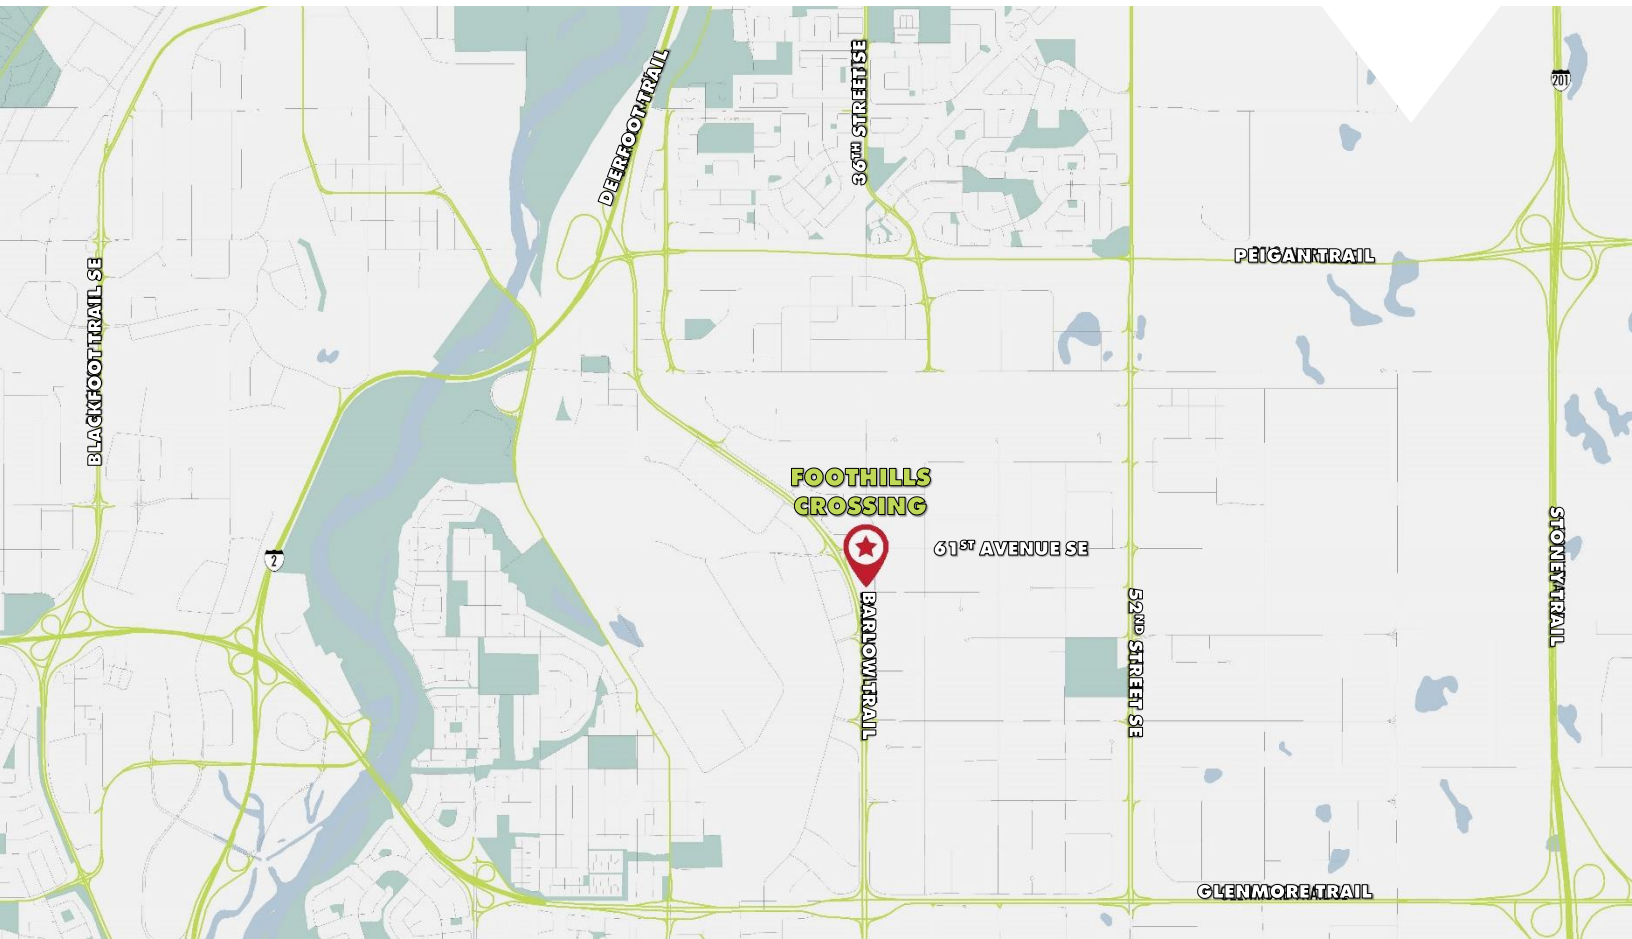 DEERFOOT TRAIL
36TH STREET SE
201
PEIGAN TRAIL
BLACKFOOT TRAIL SE
FOOTHILLS
CROSSING
61ST AVENUE SE
2
STONEY TRAIL
BARLOW TRAIL
52ND STREET SE
GLENMORE TRAIL